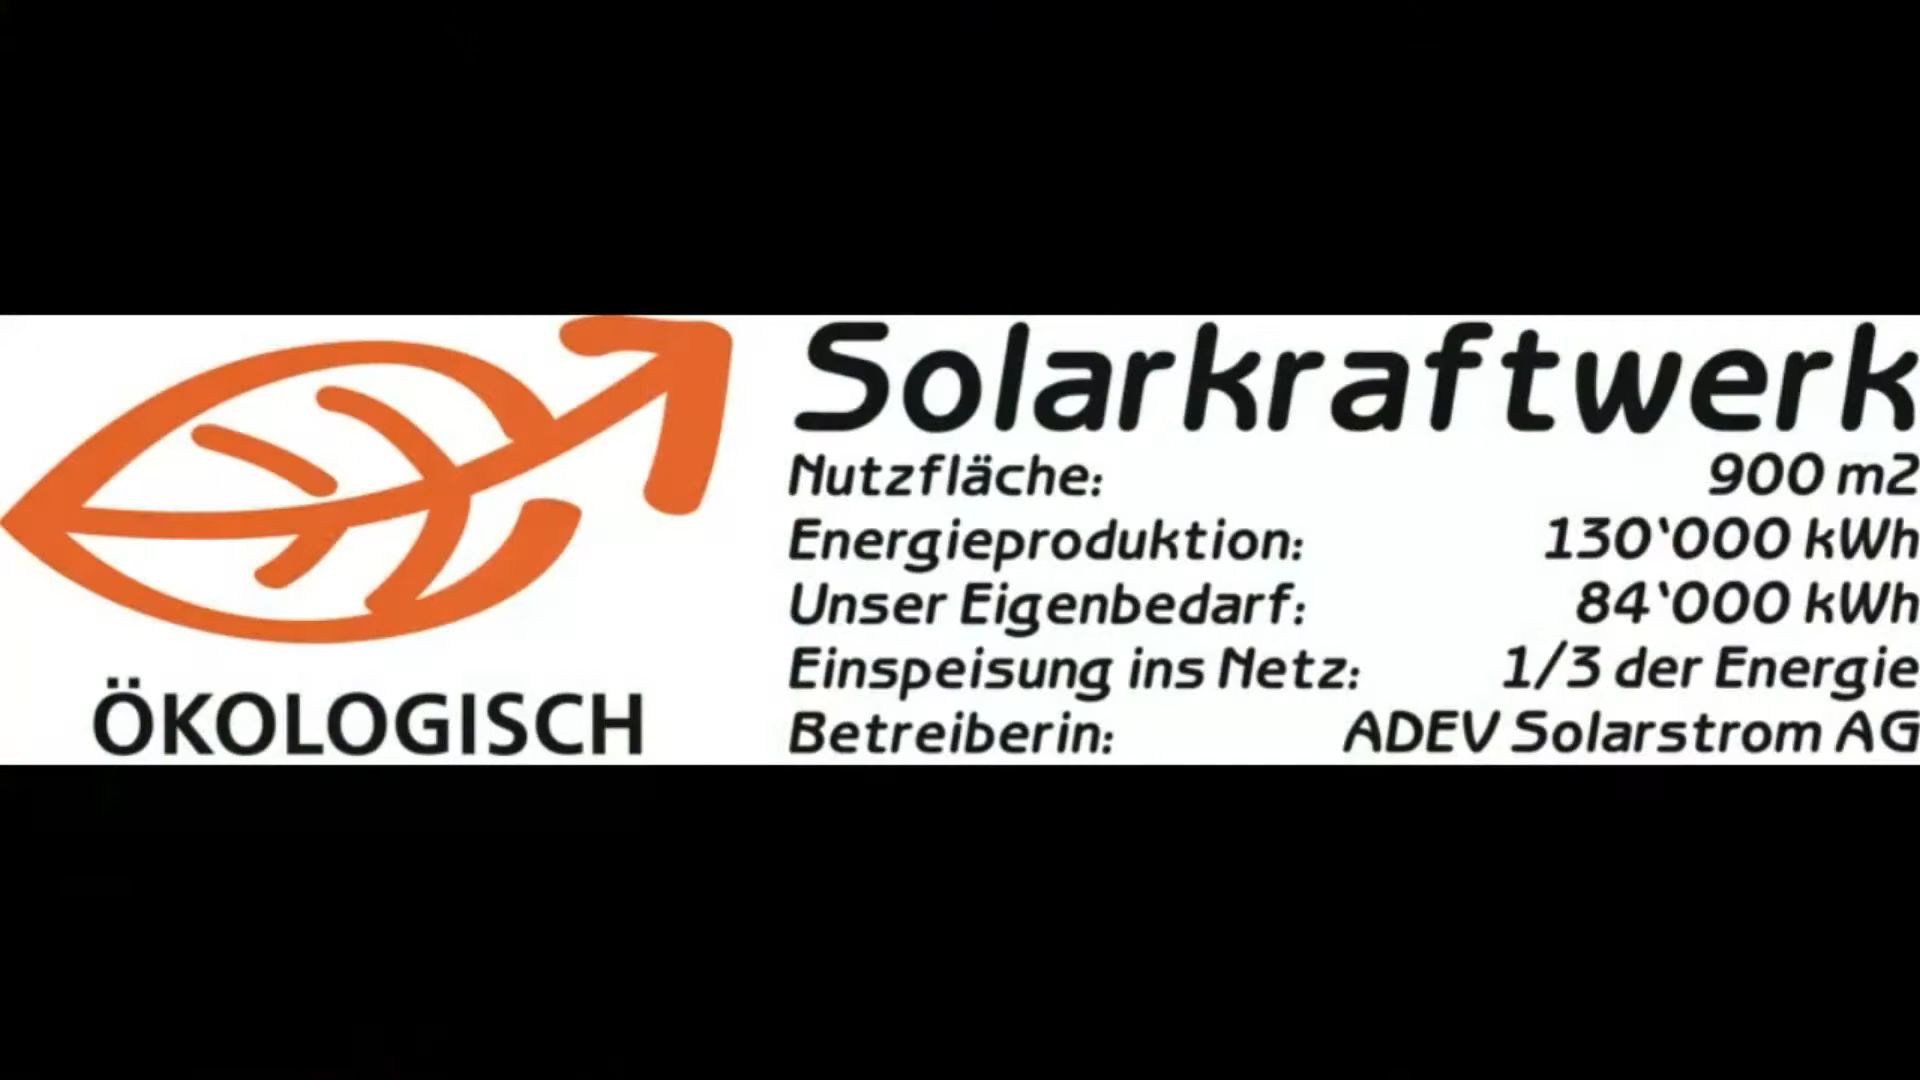 Solarkraftwerk
Nutzfläche: 900 m2
Energieproduktion: 130‘000 kWh
Unser Eigenbedarf: 84‘000 kWh
Einspeisung ins Netz: 1/3 der Energie
Betreiberin: ADEV Solarstrom AG
ÖKOLOGISCH